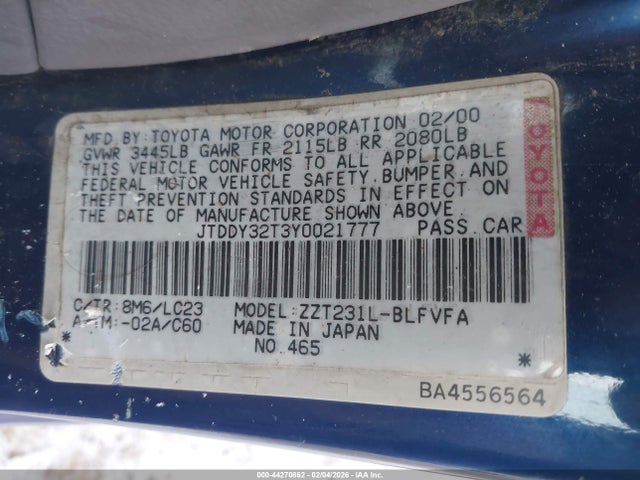 MFD BY: TOYOTA MOTOR CORPORATION 02/00
GVWR 3445LB GAWR FR 2115LB RR 2080LB
THIS VEHICLE CONFORMS TO ALL APPLICABLE
FEDERAL MOTOR VEHICLE SAFETY, BUMPER, AND
THEFT PREVENTION STANDARDS IN EFFECT ON
THE DATE OF MANUFACTURE SHOWN ABOVE.
JTDDY32T3Y0021777 PASS. CAR
TOYOTA
C/TR: 8M6/LC23 MODEL: ZZT231L-BLFVFA
A/TM: -02A/C60 MADE IN JAPAN
* NO. 465 *
BA4556564
000-44270862 - 02/04/2026 - IAAI.COM